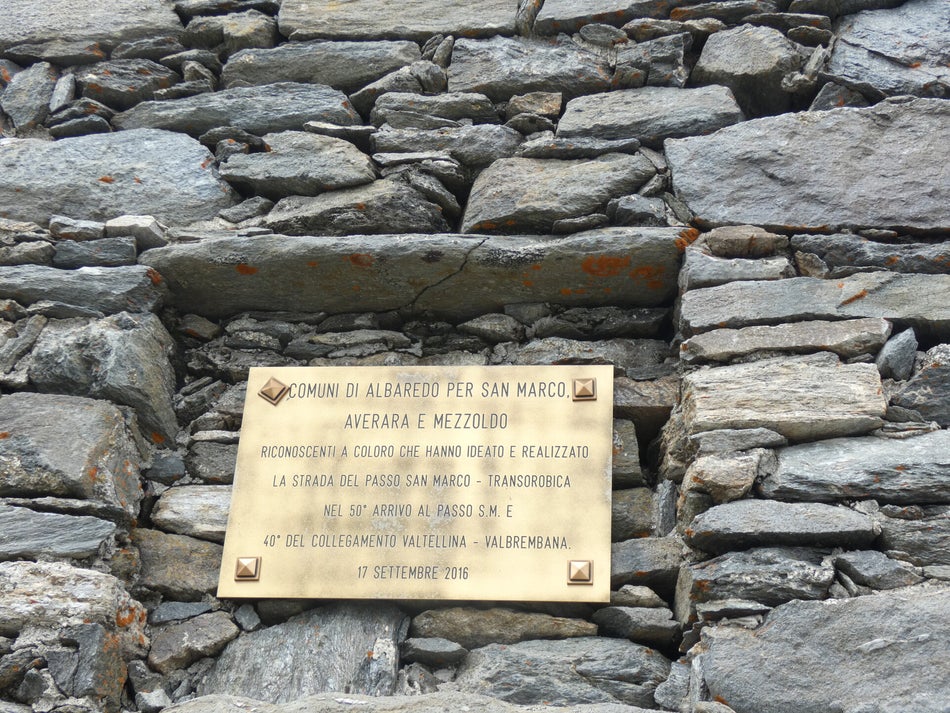 COMUNI DI ALBAREDO PER SAN MARCO,
AVERARA E MEZZOLDO
RICONOSCENTI A COLORO CHE HANNO IDEATO E REALIZZATO
LA STRADA DEL PASSO SAN MARCO - TRANSOROBICA
NEL 50° ARRIVO AL PASSO S.M. E
40° DEL COLLEGAMENTO VALTELLINA - VALBREMBANA.
17 SETTEMBRE 2016